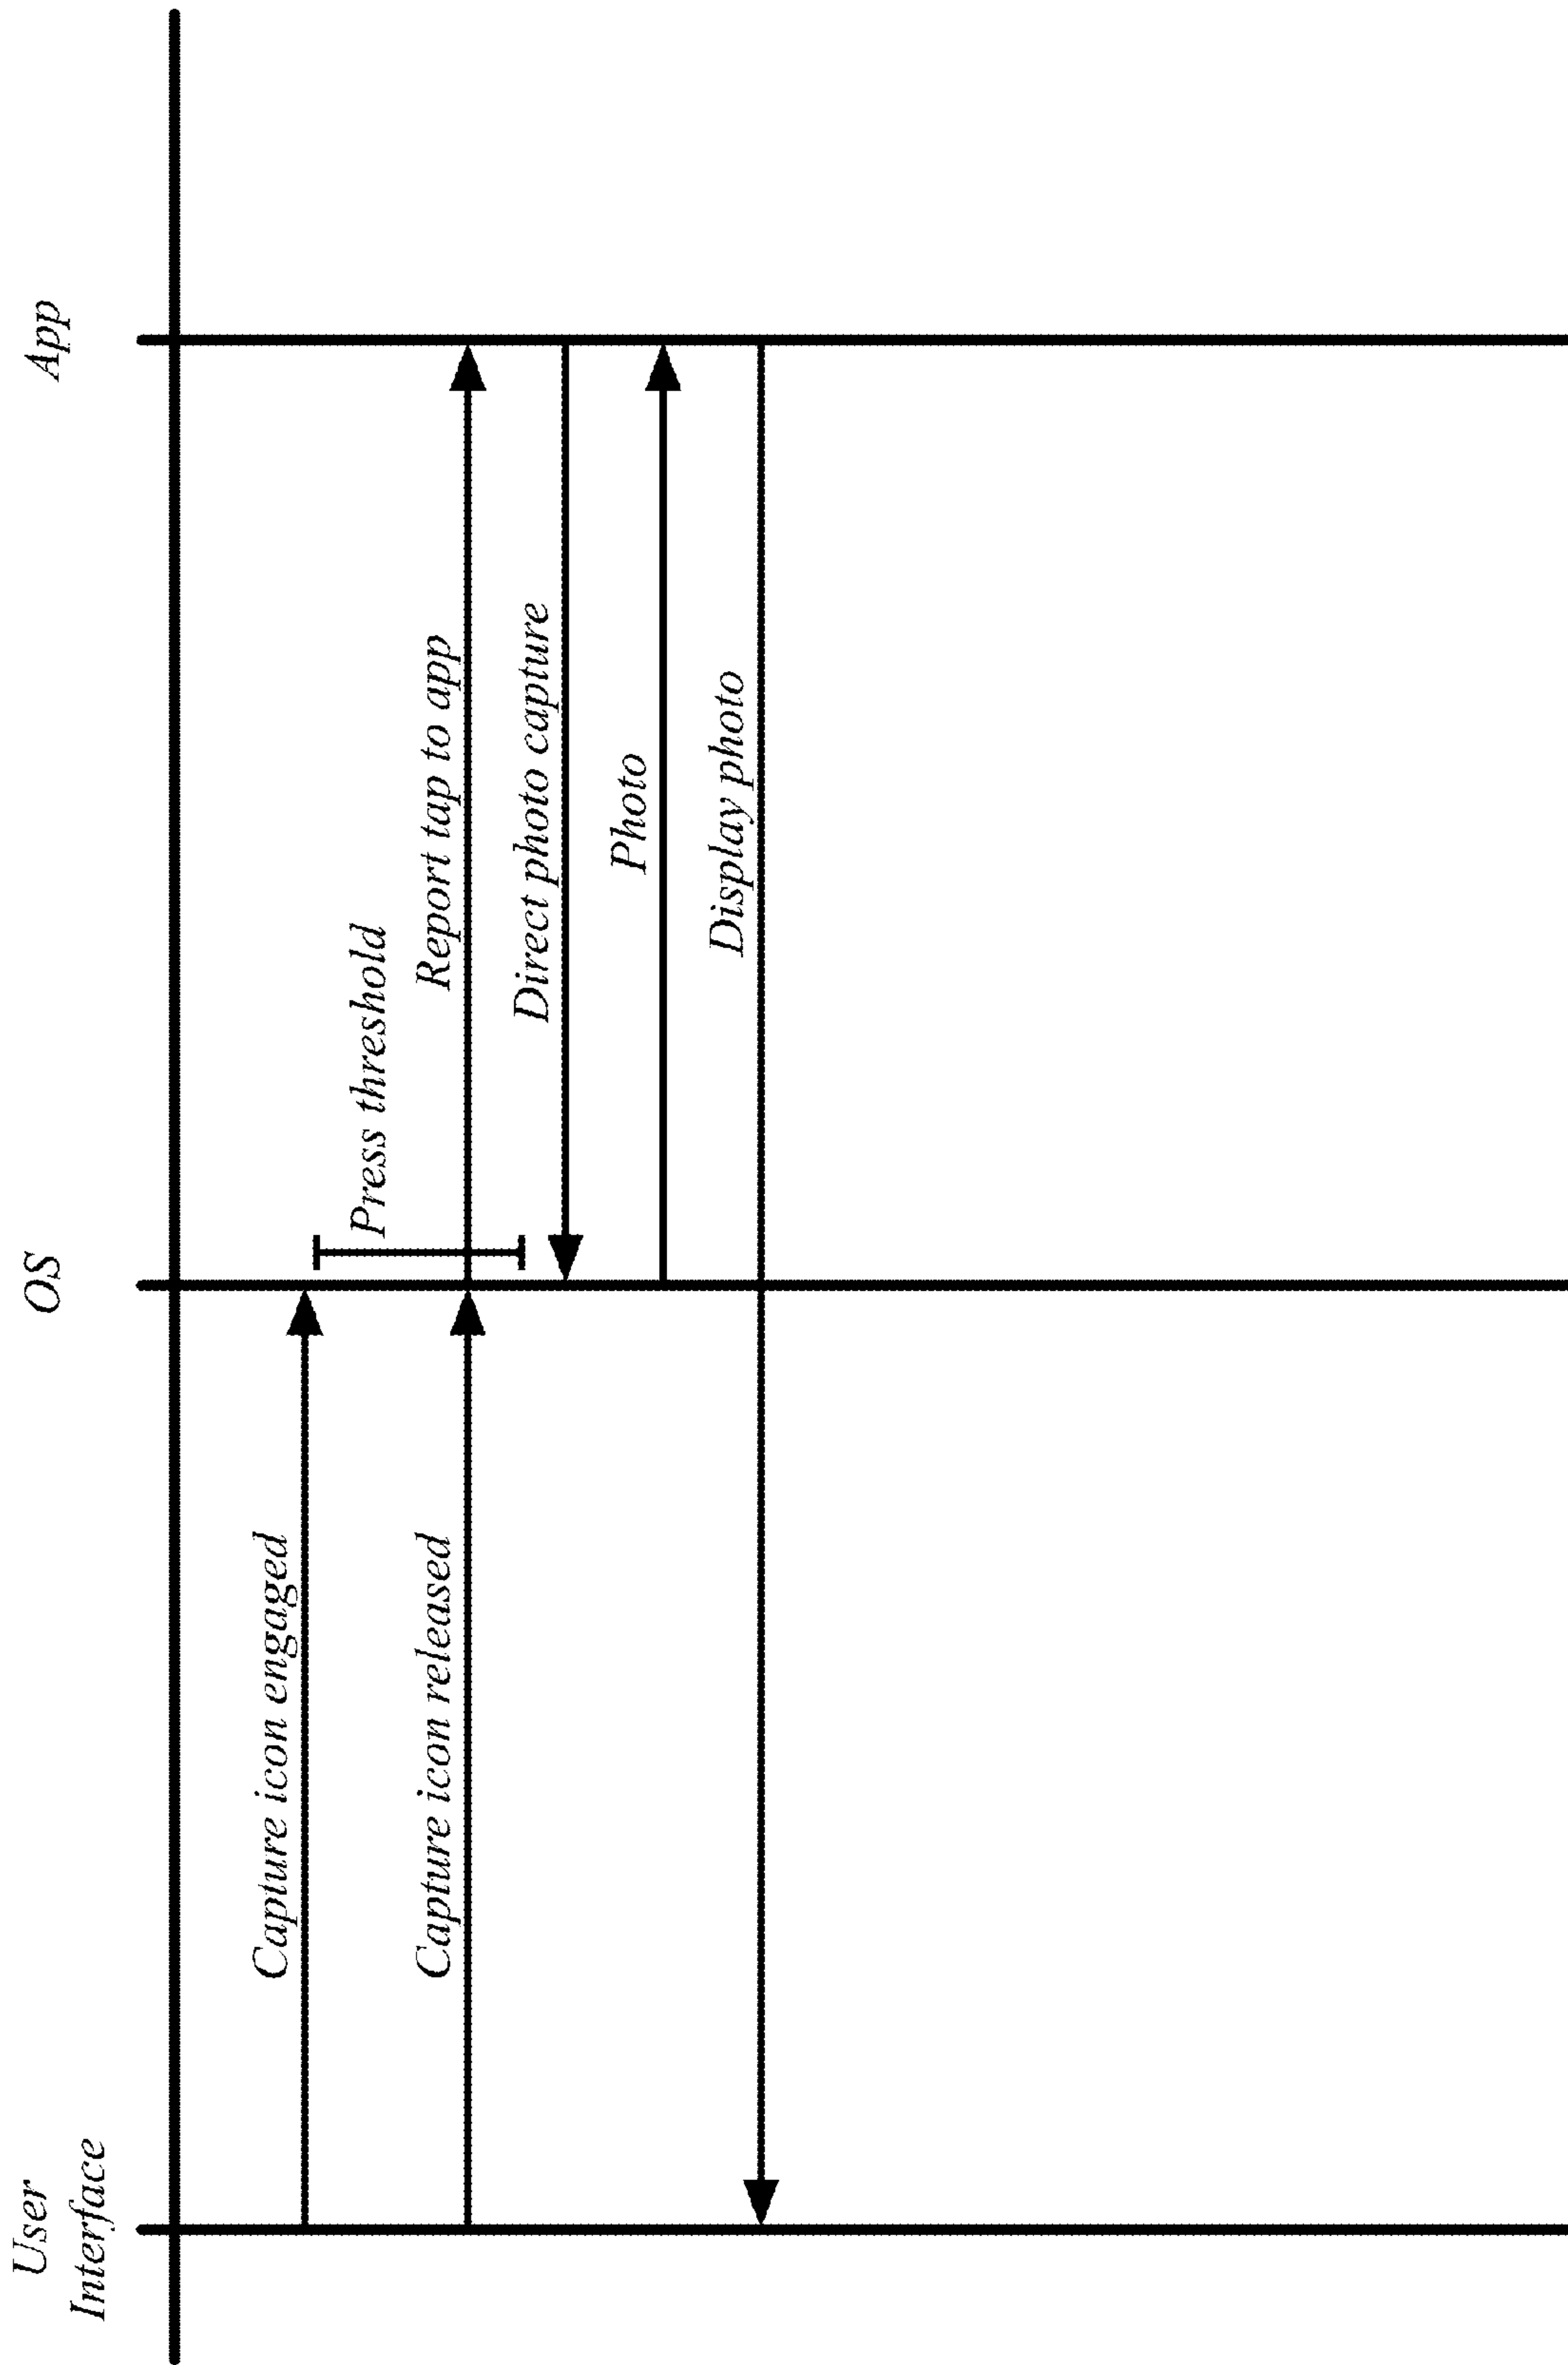 User
Interface
OS
App
Capture icon engaged
Press threshold
Capture icon released
Report tap to app
Direct photo capture
Photo
Display photo